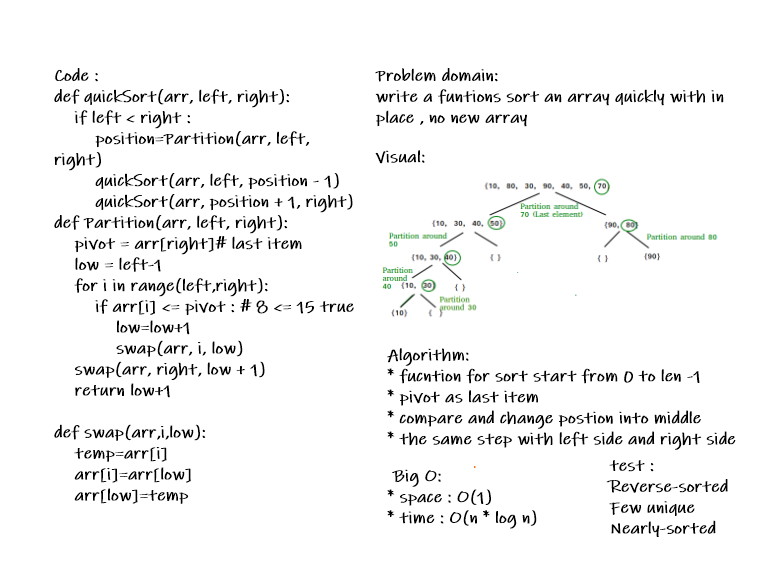 Code :
def quickSort(arr, left, right):
if left < right :
position=Partition(arr, left,
right)
quickSort(arr, left, position - 1)
quickSort(arr, position + 1, right)
def Partition(arr, left, right):
pivot = arr[right]# last item
low = left-1
for i in range(left,right):
if arr[i] <= pivot : # 8 <= 15 true
low=low+1
swap(arr, i, low)
swap(arr, right, low + 1)
return low+1
def swap(arr,i,low):
temp=arr[i]
arr[i]=arr[low]
arr[low]=temp
Problem domain:
write a funtions sort an array quickly with in
place , no new array
Visual:
{10, 80, 30, 90, 40, 50, 70}
Partition around
70 (Last element)
{10, 30, 40, 50}
{90, 80}
Partition around
50
Partition around 80
{10, 30, 40}
{ }
{ }
{90}
Partition
around
40
{10, 30}
{ }
Partition
around 30
{10}
{ }
Algorithm:
* fucntion for sort start from 0 to len -1
* pivot as last item
* compare and change postion into middle
* the same step with left side and right side
Big O:
* space : O(1)
* time : O(n * log n)
test :
Reverse-sorted
Few unique
Nearly-sorted